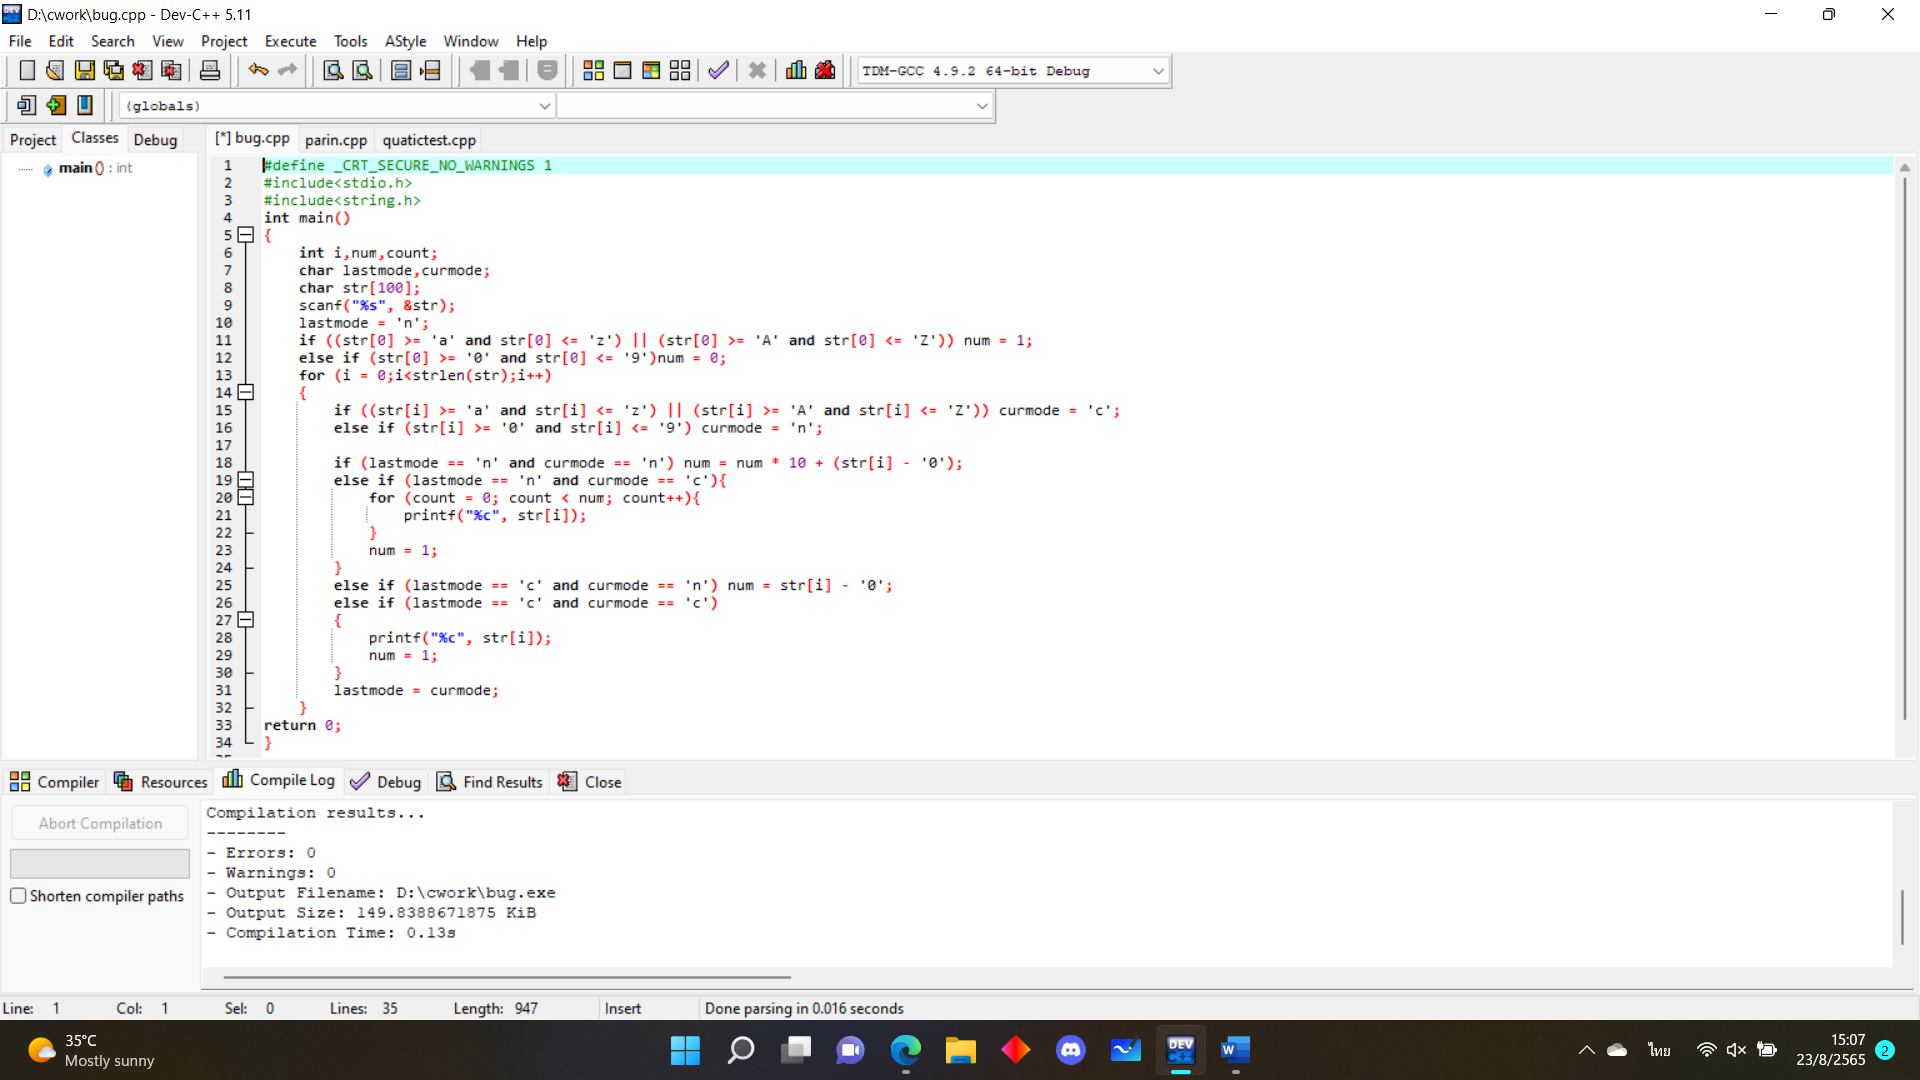 D:\cwork\bug.cpp - Dev-C++ 5.11
File Edit Search View Project Execute Tools AStyle Window Help
TDM-GCC 4.9.2 64-bit Debug
(globals)
Project Classes Debug [*] bug.cpp parin.cpp quatictest.cpp
main () : int
1 #define _CRT_SECURE_NO_WARNINGS 1
2 #include<stdio.h>
3 #include<string.h>
4 int main()
5 {
6 int i,num,count;
7 char lastmode,curmode;
8 char str[100];
9 scanf("%s", &str);
10 lastmode = 'n';
11 if ((str[0] >= 'a' and str[0] <= 'z') || (str[0] >= 'A' and str[0] <= 'Z')) num = 1;
12 else if (str[0] >= '0' and str[0] <= '9')num = 0;
13 for (i = 0;i<strlen(str);i++)
14 {
15 if ((str[i] >= 'a' and str[i] <= 'z') || (str[i] >= 'A' and str[i] <= 'Z')) curmode = 'c';
16 else if (str[i] >= '0' and str[i] <= '9') curmode = 'n';
17
18 if (lastmode == 'n' and curmode == 'n') num = num * 10 + (str[i] - '0');
19 else if (lastmode == 'n' and curmode == 'c'){
20 for (count = 0; count < num; count++){
21 printf("%c", str[i]);
22 }
23 num = 1;
24 }
25 else if (lastmode == 'c' and curmode == 'n') num = str[i] - '0';
26 else if (lastmode == 'c' and curmode == 'c')
27 {
28 printf("%c", str[i]);
29 num = 1;
30 }
31 lastmode = curmode;
32 }
33 return 0;
34 }
Compiler Resources Compile Log Debug Find Results Close
Abort Compilation
Shorten compiler paths
Compilation results...
--------
- Errors: 0
- Warnings: 0
- Output Filename: D:\cwork\bug.exe
- Output Size: 149.8388671875 KiB
- Compilation Time: 0.13s
Line: 1 Col: 1 Sel: 0 Lines: 35 Length: 947 Insert Done parsing in 0.016 seconds
35°C
Mostly sunny
DEV C++
W
ไทย
15:07
23/8/2565
2